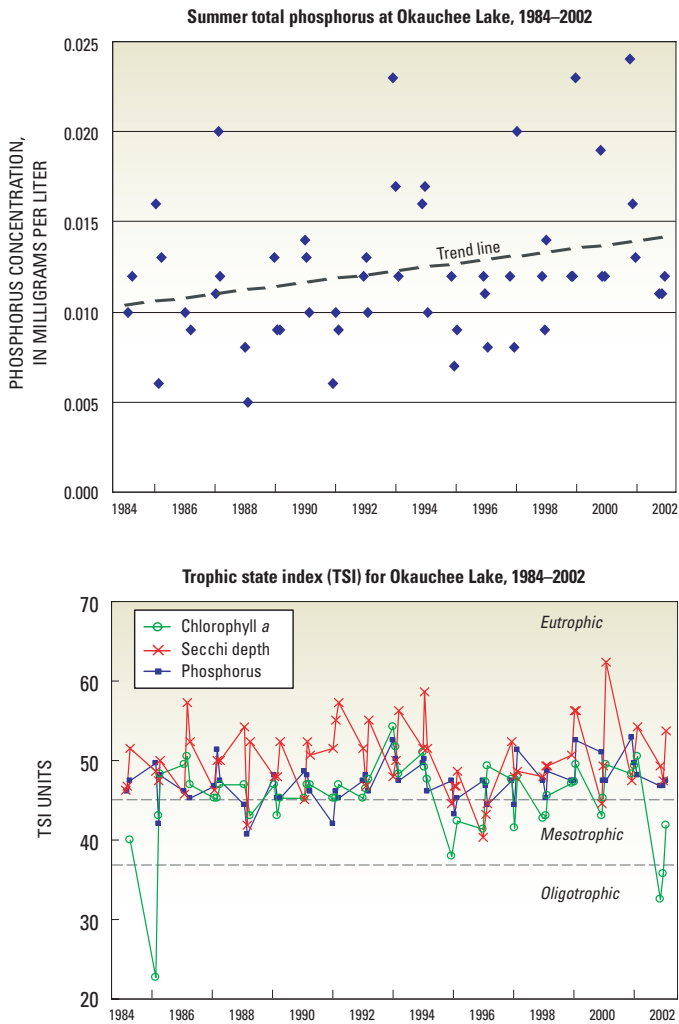 Summer total phosphorus at Okauchee Lake, 1984–2002
PHOSPHORUS CONCENTRATION,
IN MILLIGRAMS PER LITER
0.025
0.020
0.015
0.010
0.005
0.000
Trend line
1984 1986 1988 1990 1992 1994 1996 1998 2000 2002
Trophic state index (TSI) for Okauchee Lake, 1984–2002
TSI UNITS
70
60
50
40
30
20
Chlorophyll a
Secchi depth
Phosphorus
Eutrophic
Mesotrophic
Oligotrophic
1984 1986 1988 1990 1992 1994 1996 1998 2000 2002